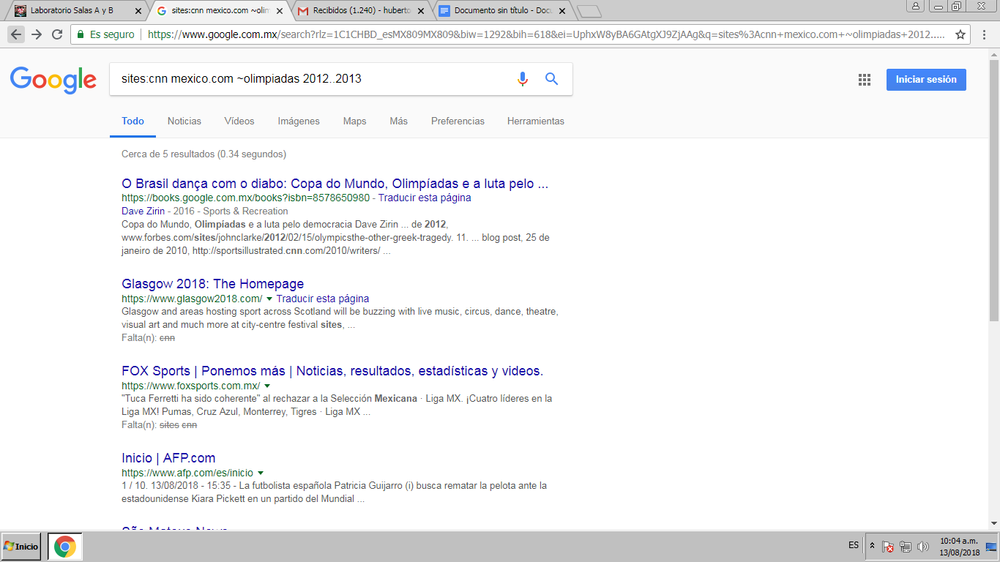 Laboratorio Salas A y B
sites:cnn mexico.com ~olim
Recibidos (1.240) - huberto
Documento sin título - Docu
Es seguro
https://www.google.com.mx/search?rlz=1C1CHBD_esMX809MX809&biw=1292&bih=618&ei=UphxW8yBA6GAtgXJ9ZjAAg&q=sites%3Acnn+mexico.com+~olimpiadas+2012.....
Google
sites:cnn mexico.com ~olimpiadas 2012..2013
Iniciar sesión
Todo Noticias Vídeos Imágenes Maps Más Preferencias Herramientas
Cerca de 5 resultados (0.34 segundos)
O Brasil dança com o diabo: Copa do Mundo, Olimpíadas e a luta pelo ...
https://books.google.com.mx/books?isbn=8578650980 - Traducir esta página
Dave Zirin - 2016 - Sports & Recreation
Copa do Mundo, Olimpíadas e a luta pelo democracia Dave Zirin ... de 2012,
www.forbes.com/sites/johnclarke/2012/02/15/olympicsthe-other-greek-tragedy. 11. ... blog post, 25 de
janeiro de 2010, http://sportsillustrated.cnn.com/2010/writers/ ...
Glasgow 2018: The Homepage
https://www.glasgow2018.com/ Traducir esta página
Glasgow and areas hosting sport across Scotland will be buzzing with live music, circus, dance, theatre,
visual art and much more at city-centre festival sites, ...
Falta(n): cnn
FOX Sports | Ponemos más | Noticias, resultados, estadísticas y videos.
https://www.foxsports.com.mx/
"Tuca Ferretti ha sido coherente" al rechazar a la Selección Mexicana · Liga MX. ¡Cuatro líderes en la
Liga MX! Pumas, Cruz Azul, Monterrey, Tigres · Liga MX ...
Falta(n): sites cnn
Inicio | AFP.com
https://www.afp.com/es/inicio
1 / 10. 13/08/2018 - 15:35 - La futbolista española Patricia Guijarro (i) busca rematar la pelota ante la
estadounidense Kiara Pickett en un partido del Mundial ...
São Mateus News
Inicio
ES
10:04 a.m.
13/08/2018